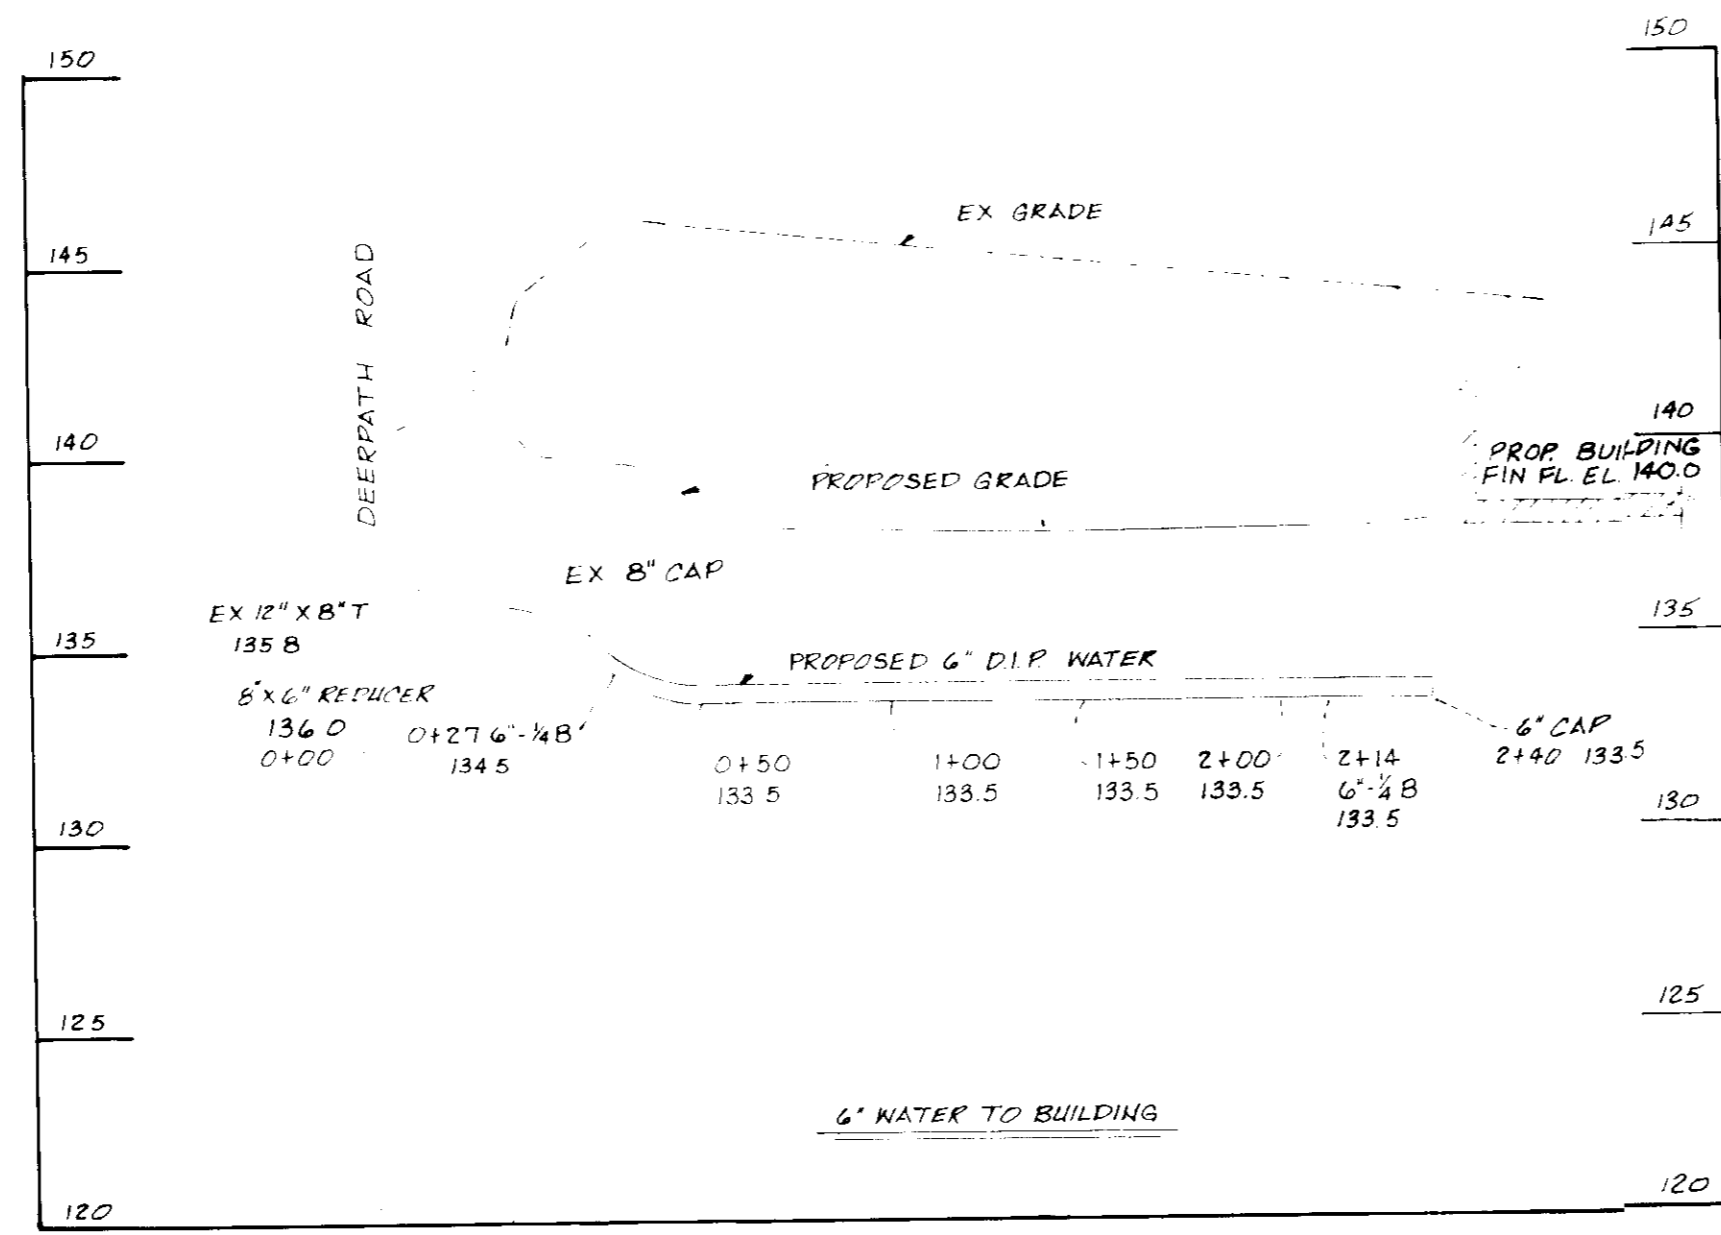 150
150
EX GRADE
145
145
DEERPATH ROAD
140
140
PROP. BUILDING
FIN FL. EL. 140.0
PROPOSED GRADE
EX 8" CAP
EX 12" X 8" T
135 8
135
135
PROPOSED 6" D.I.P. WATER
8" X 6" REDUCER
136 0
0+00
0+27 6"-¼ B
134 5
0+50
133 5
1+00
133.5
1+50
133.5
2+00
133.5
2+14
6"-¼ B
133.5
6" CAP
2+40 133.5
130
130
125
125
6" WATER TO BUILDING
120
120